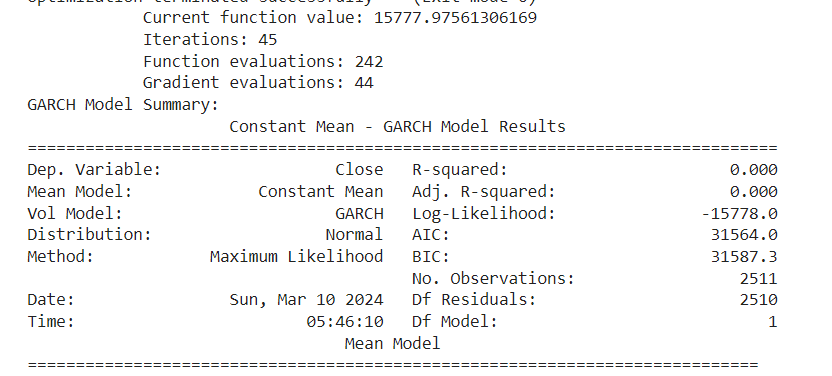 Optimization terminated successfully    (Exit mode 0)
            Current function value: 15777.97561306169
            Iterations: 45
            Function evaluations: 242
            Gradient evaluations: 44
GARCH Model Summary:
                     Constant Mean - GARCH Model Results
==============================================================================
Dep. Variable:                  Close   R-squared:                       0.000
Mean Model:             Constant Mean   Adj. R-squared:                  0.000
Vol Model:                      GARCH   Log-Likelihood:               -15778.0
Distribution:                  Normal   AIC:                           31564.0
Method:            Maximum Likelihood   BIC:                           31587.3
                                        No. Observations:                 2511
Date:                Sun, Mar 10 2024   Df Residuals:                     2510
Time:                        05:46:10   Df Model:                            1
                                 Mean Model
============================================================================